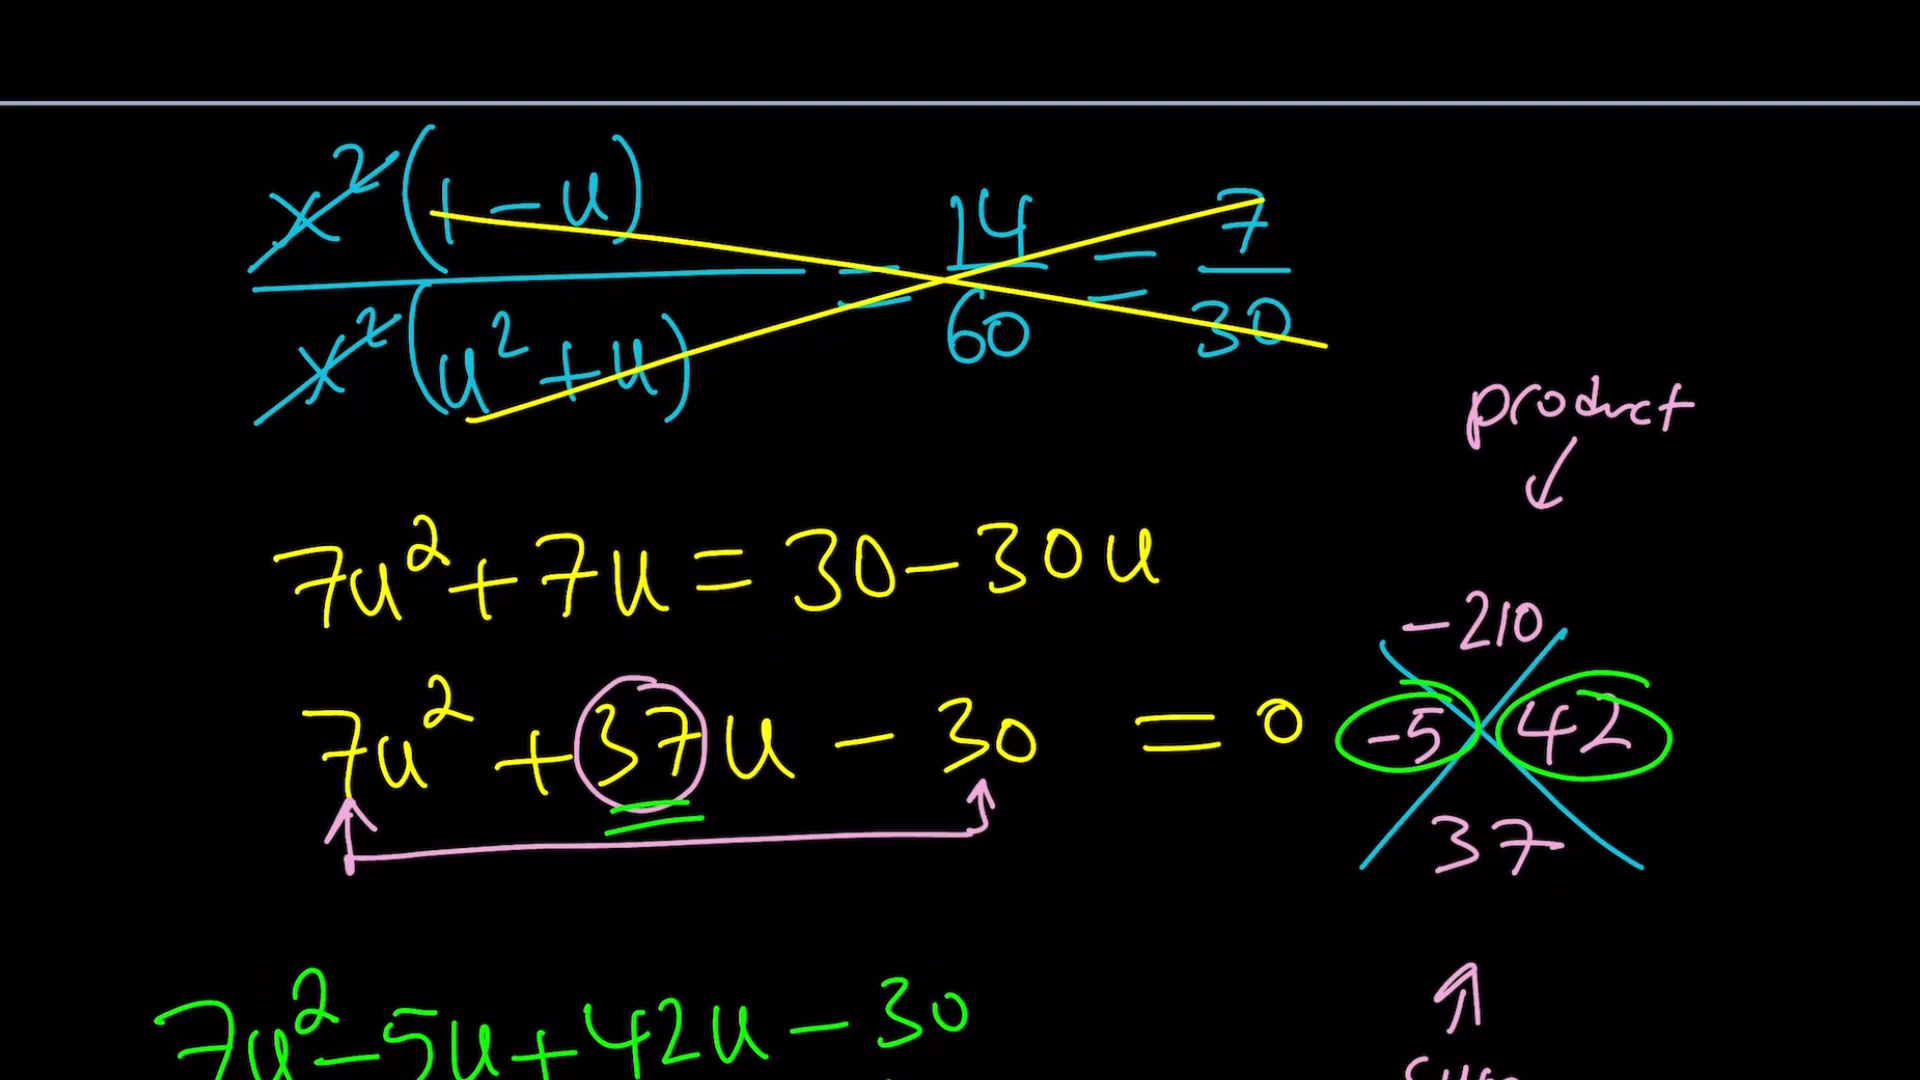 x²(1-u) / x²(u²+u) = 14/60 = 7/30
product
7u²+7u=30-30u
-210
7u²+37u-30 = 0
-5 42
37
7u²-5u+42u-30
sum